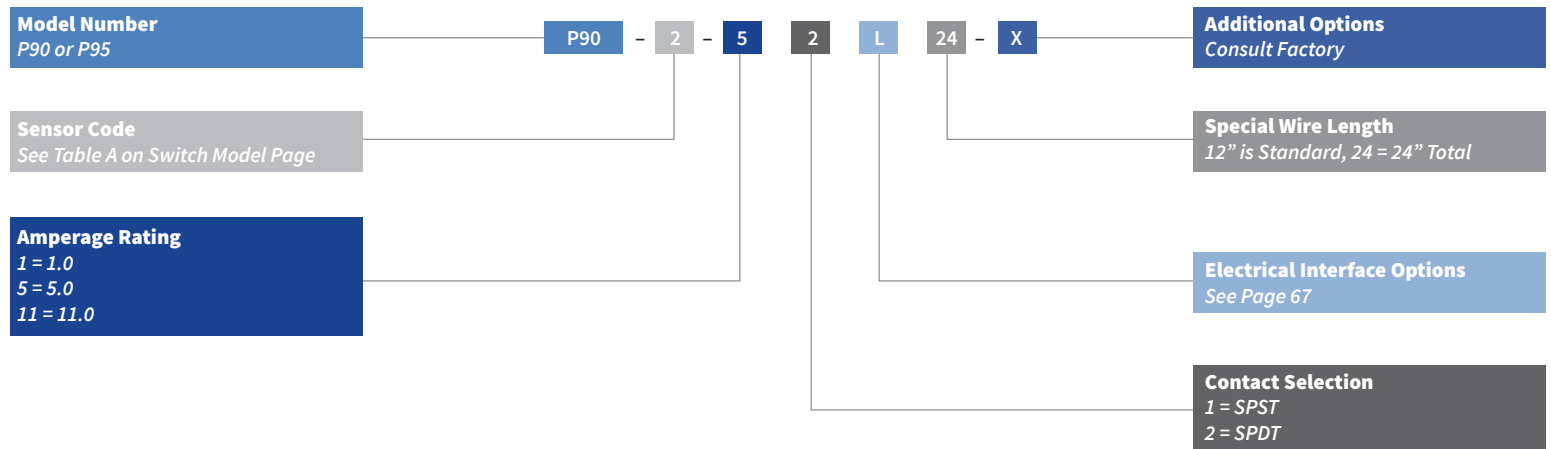 Model Number
P90 or P95
P90 – 2 – 5 2 L 24 – X
Additional Options
Consult Factory
Sensor Code
See Table A on Switch Model Page
Special Wire Length
12” is Standard, 24 = 24” Total
Amperage Rating
1 = 1.0
5 = 5.0
11 = 11.0
Electrical Interface Options
See Page 67
Contact Selection
1 = SPST
2 = SPDT